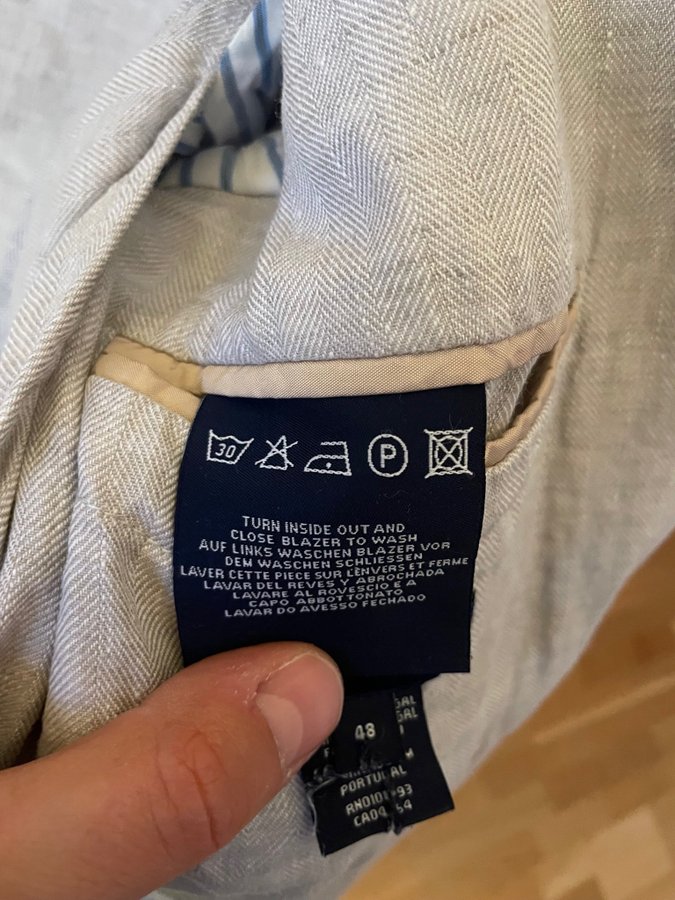 30
P
TURN INSIDE OUT AND
CLOSE BLAZER TO WASH
AUF LINKS WASCHEN BLAZER VOR
DEM WASCHEN SCHLIESSEN
LAVER CETTE PIECE SUR L'ENVERS ET FERME
LAVAR DEL REVES Y ABROCHADA
LAVARE AL ROVESCIO E A
CAPO ABBOTTONATO
LAVAR DO AVESSO FECHADO
48